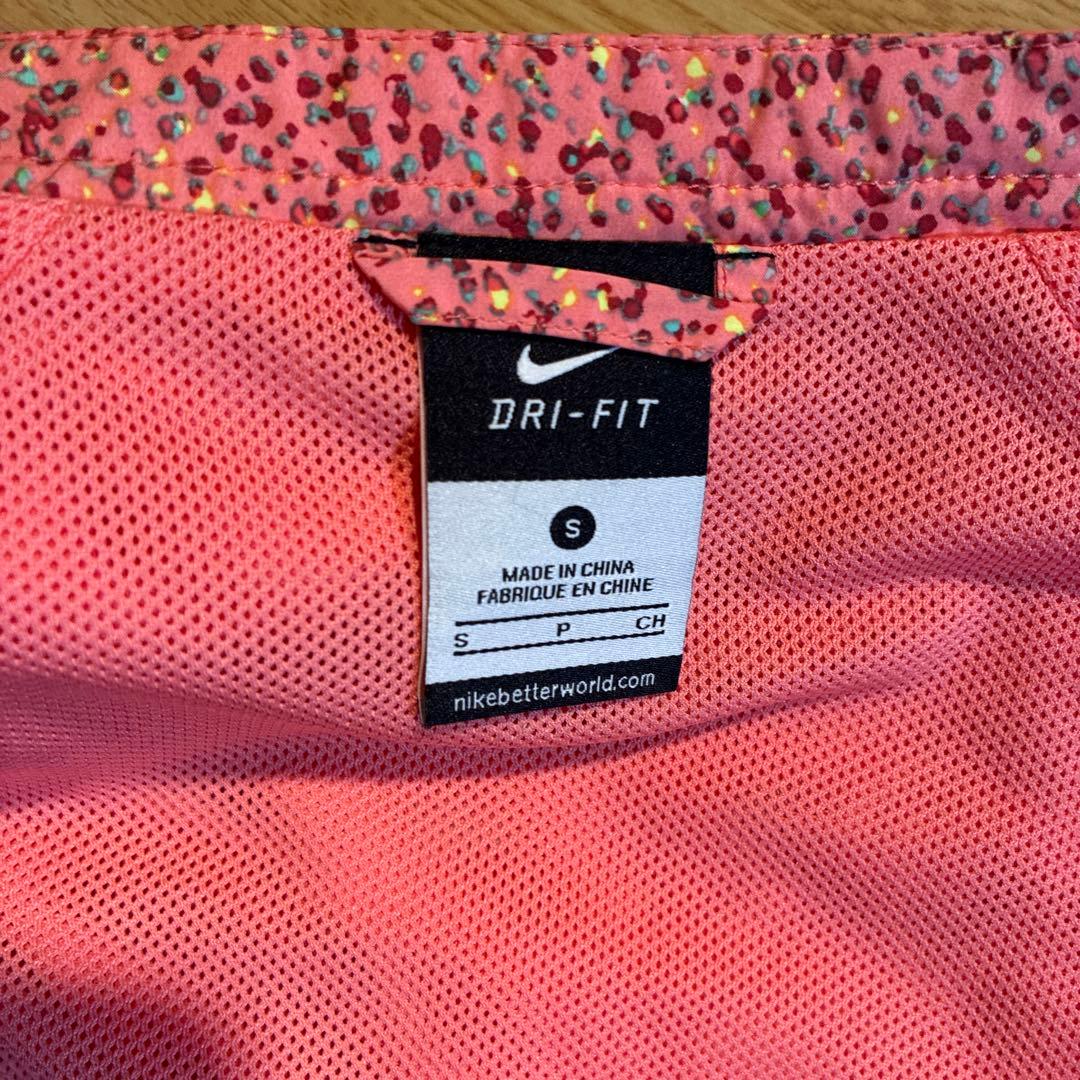 DRI-FIT
S
MADE IN CHINA
FABRIQUE EN CHINE
S P CH
nikebetterworld.com